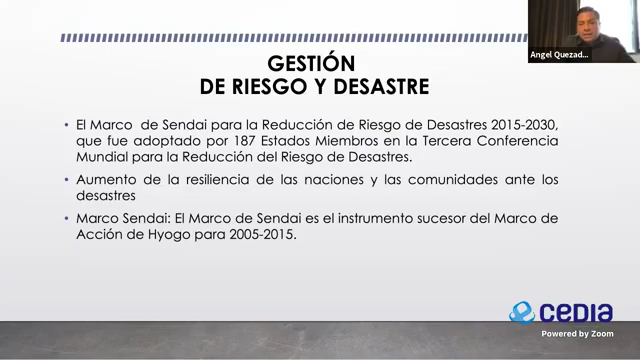 Angel Quezad...
GESTIÓN
DE RIESGO Y DESASTRE
• El Marco de Sendai para la Reducción de Riesgo de Desastres 2015-2030,
que fue adoptado por 187 Estados Miembros en la Tercera Conferencia
Mundial para la Reducción del Riesgo de Desastres.
• Aumento de la resiliencia de las naciones y las comunidades ante los
desastres
• Marco Sendai: El Marco de Sendai es el instrumento sucesor del Marco de
Acción de Hyogo para 2005-2015.
CEDIA
Powered by Zoom